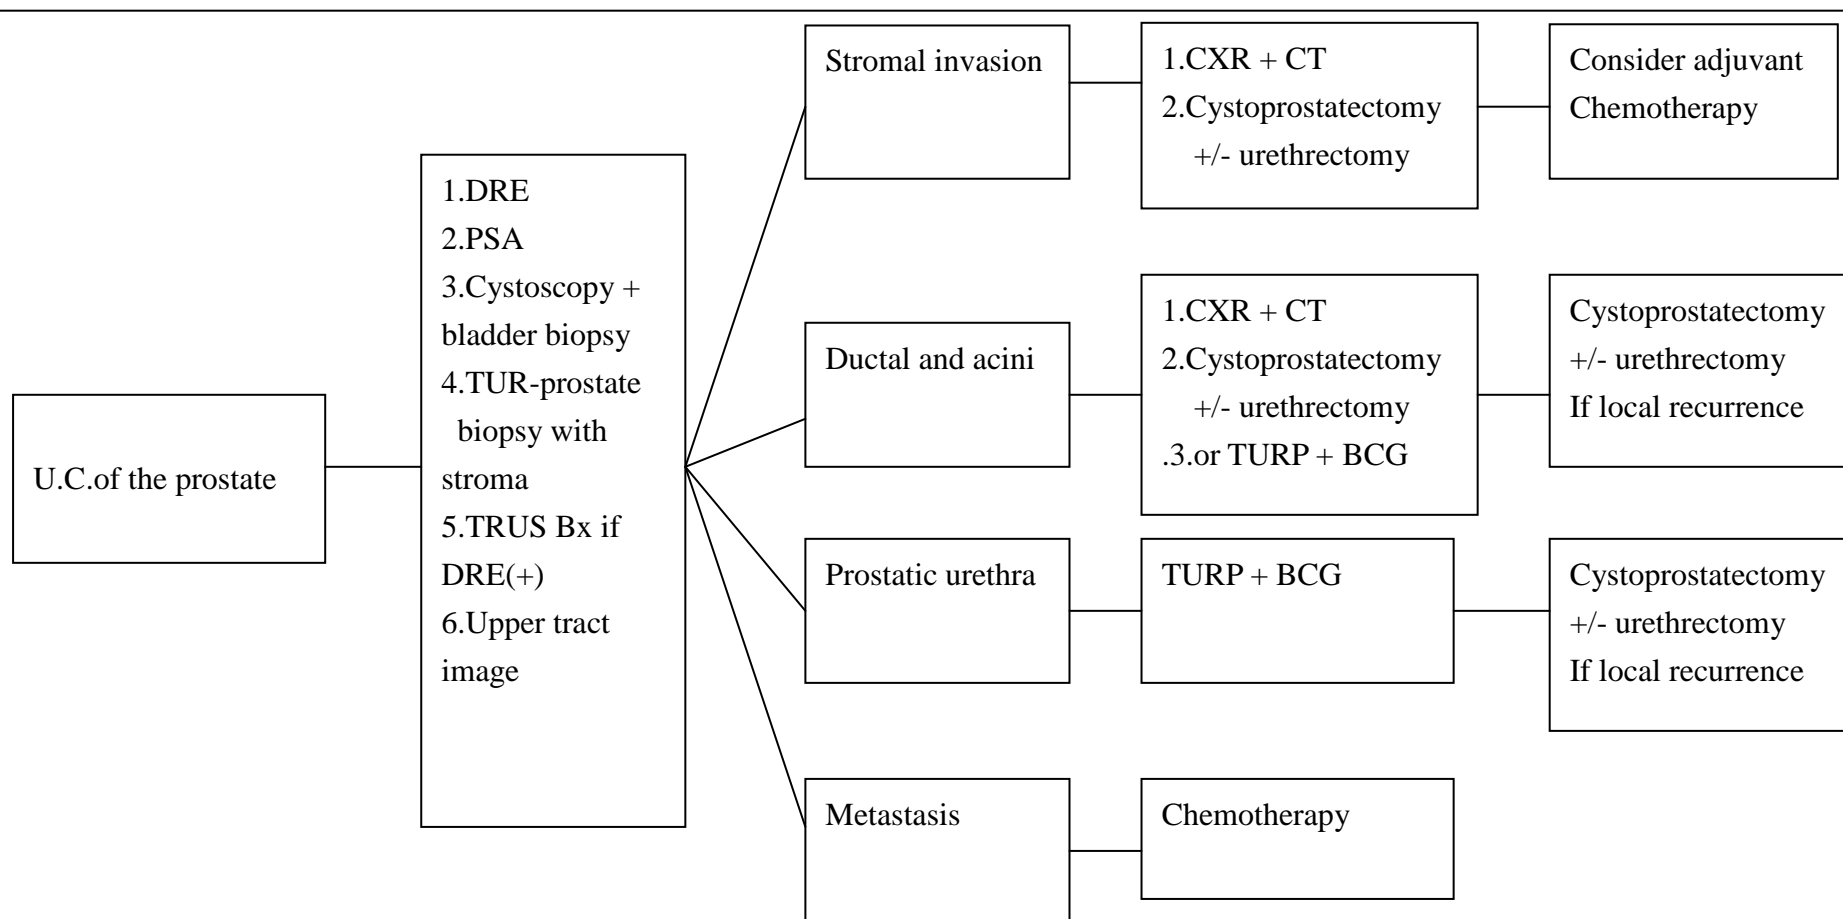 U.C.of the prostate
1.DRE
2.PSA
3.Cystoscopy +
bladder biopsy
4.TUR-prostate
biopsy with
stroma
5.TRUS Bx if
DRE(+)
6.Upper tract
image
Stromal invasion
1.CXR + CT
2.Cystoprostatectomy
+/- urethrectomy
Consider adjuvant
Chemotherapy
Ductal and acini
1.CXR + CT
2.Cystoprostatectomy
+/- urethrectomy
.3.or TURP + BCG
Cystoprostatectomy
+/- urethrectomy
If local recurrence
Prostatic urethra
TURP + BCG
Cystoprostatectomy
+/- urethrectomy
If local recurrence
Metastasis
Chemotherapy